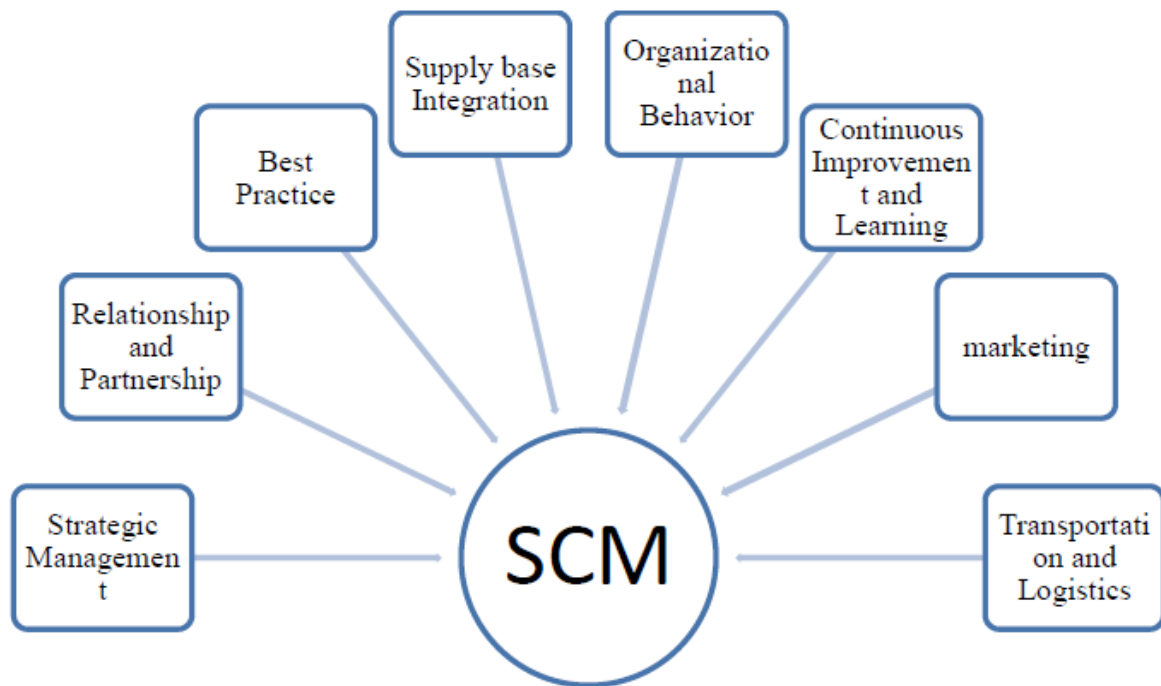 Supply base
Integration
Organizatio
nal
Behavior
Best
Practice
Continuous
Improvemen
t and
Learning
Relationship
and
Partnership
marketing
Strategic
Managemen
t
SCM
Transportati
on and
Logistics